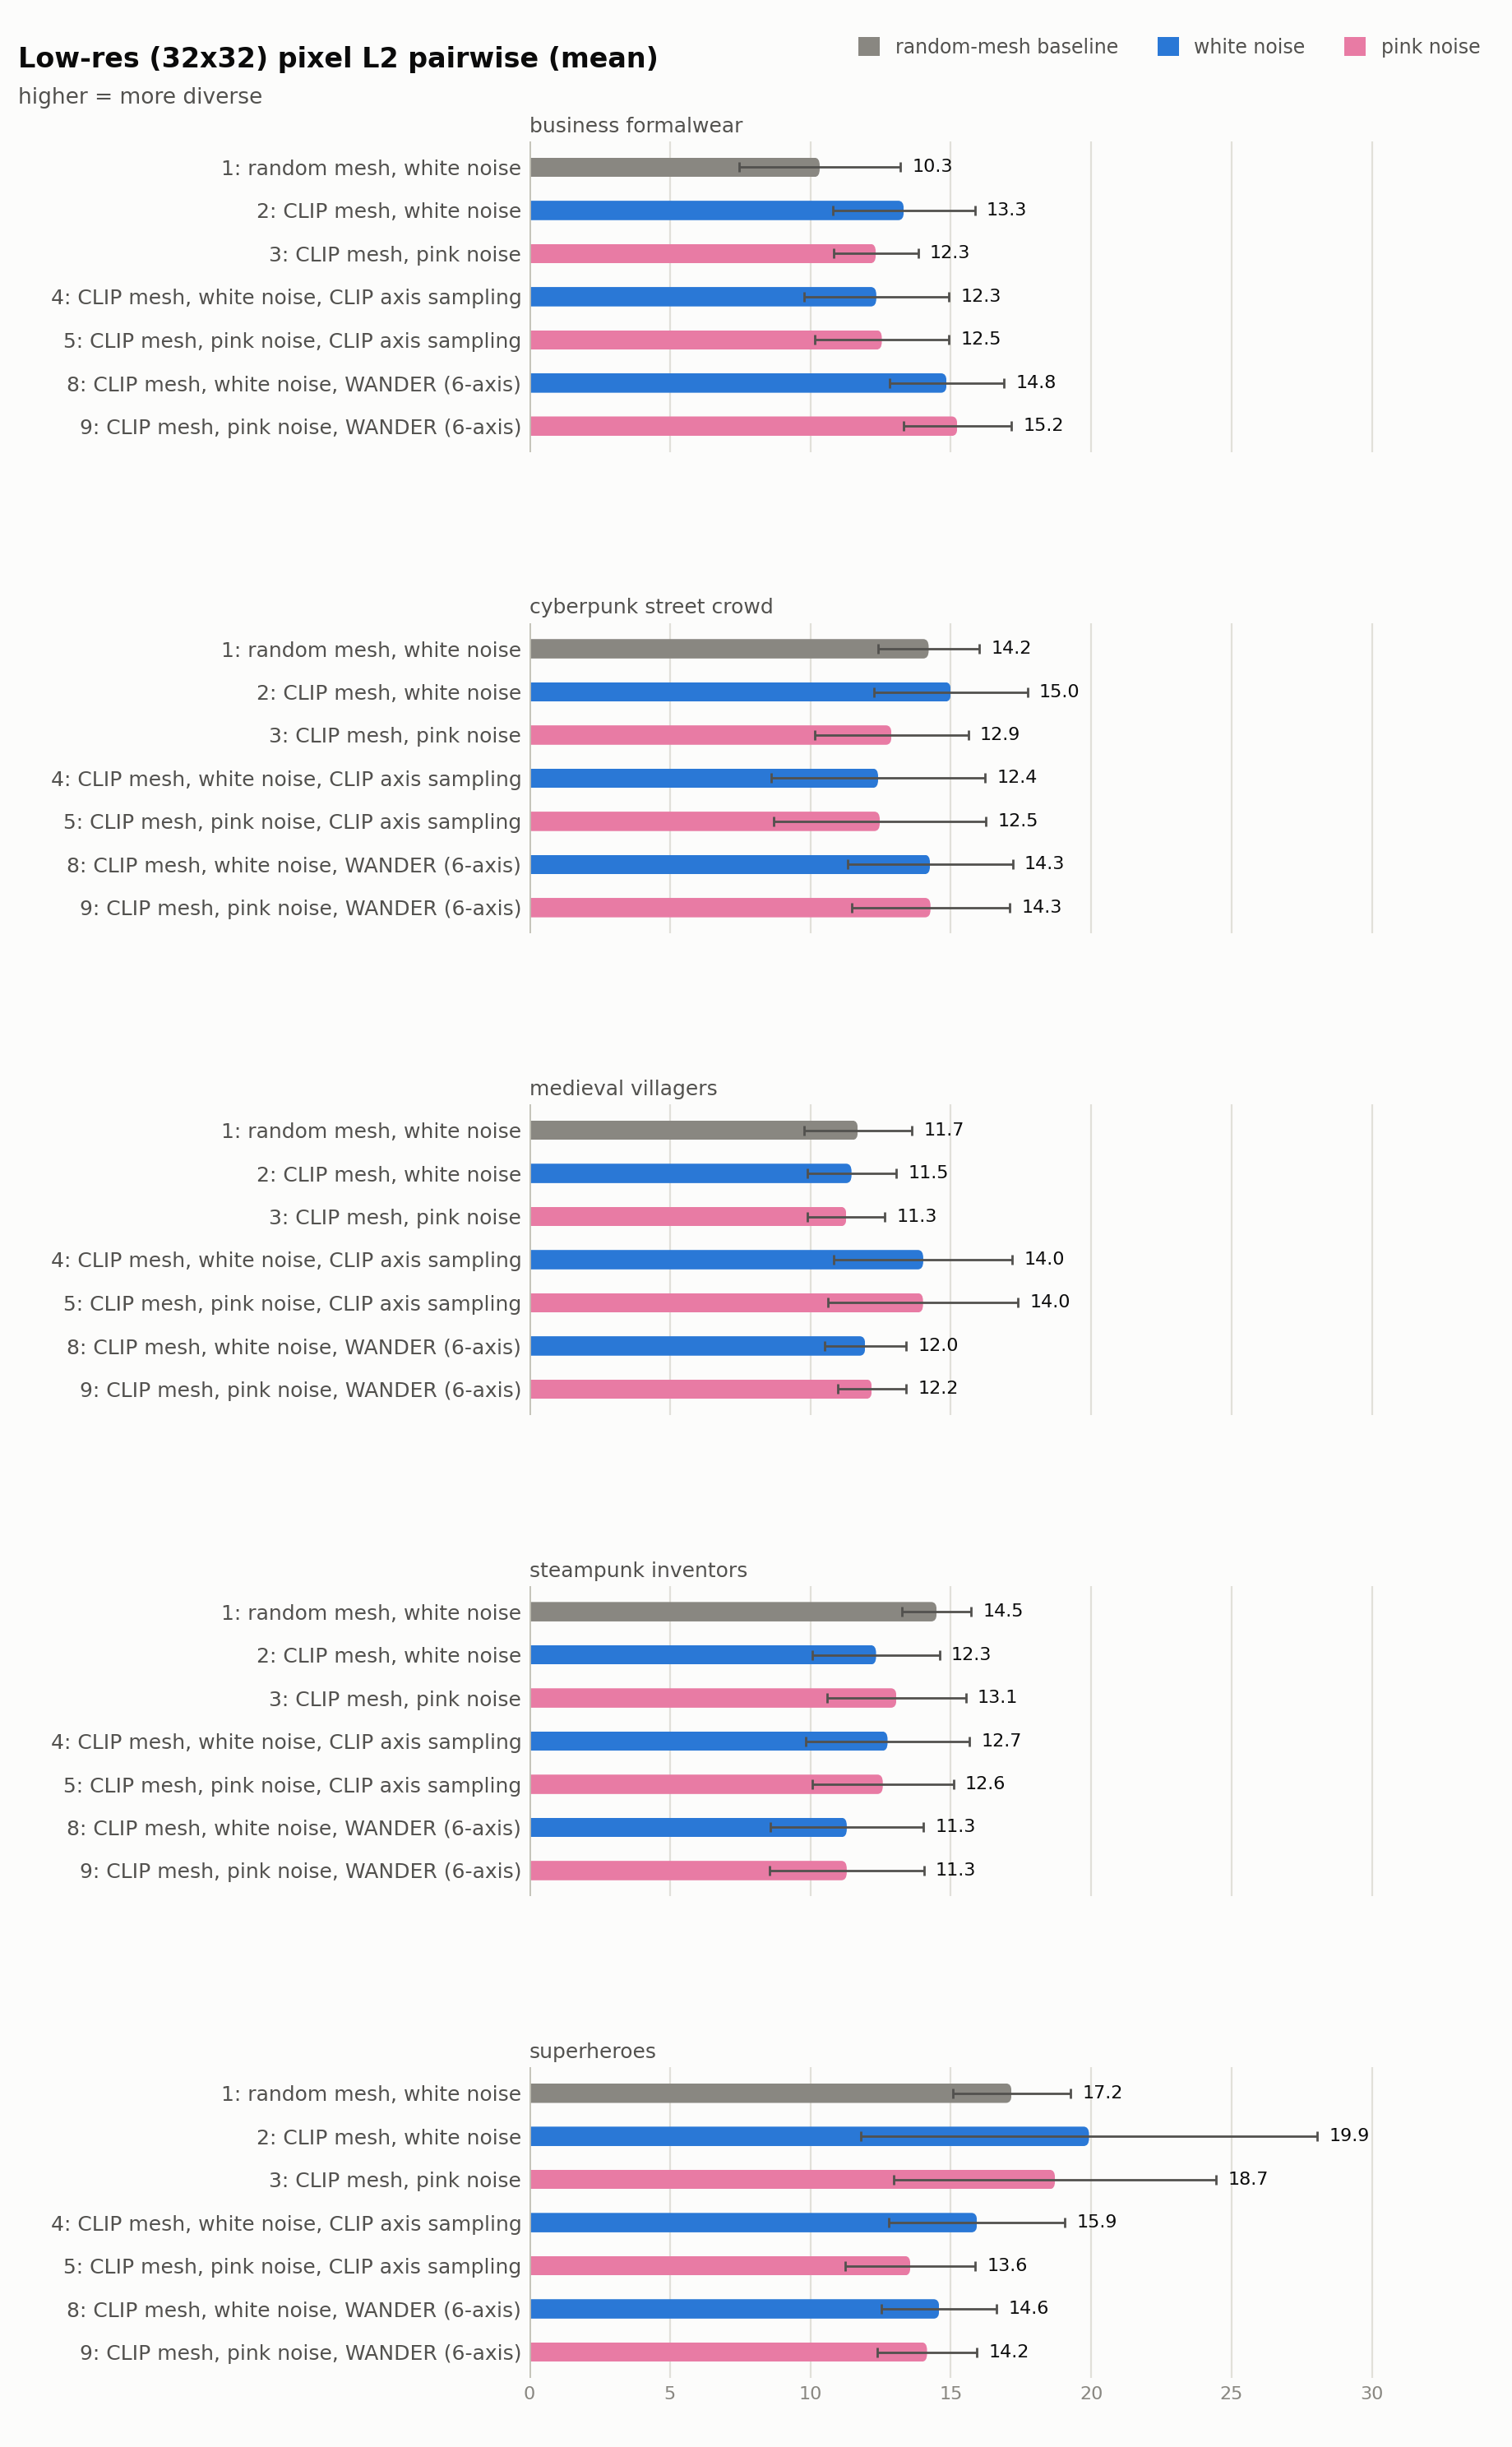 Low-res (32x32) pixel L2 pairwise (mean)
higher = more diverse
random-mesh baseline
white noise
pink noise
business formalwear
1: random mesh, white noise 10.3
2: CLIP mesh, white noise 13.3
3: CLIP mesh, pink noise 12.3
4: CLIP mesh, white noise, CLIP axis sampling 12.3
5: CLIP mesh, pink noise, CLIP axis sampling 12.5
8: CLIP mesh, white noise, WANDER (6-axis) 14.8
9: CLIP mesh, pink noise, WANDER (6-axis) 15.2
cyberpunk street crowd
1: random mesh, white noise 14.2
2: CLIP mesh, white noise 15.0
3: CLIP mesh, pink noise 12.9
4: CLIP mesh, white noise, CLIP axis sampling 12.4
5: CLIP mesh, pink noise, CLIP axis sampling 12.5
8: CLIP mesh, white noise, WANDER (6-axis) 14.3
9: CLIP mesh, pink noise, WANDER (6-axis) 14.3
medieval villagers
1: random mesh, white noise 11.7
2: CLIP mesh, white noise 11.5
3: CLIP mesh, pink noise 11.3
4: CLIP mesh, white noise, CLIP axis sampling 14.0
5: CLIP mesh, pink noise, CLIP axis sampling 14.0
8: CLIP mesh, white noise, WANDER (6-axis) 12.0
9: CLIP mesh, pink noise, WANDER (6-axis) 12.2
steampunk inventors
1: random mesh, white noise 14.5
2: CLIP mesh, white noise 12.3
3: CLIP mesh, pink noise 13.1
4: CLIP mesh, white noise, CLIP axis sampling 12.7
5: CLIP mesh, pink noise, CLIP axis sampling 12.6
8: CLIP mesh, white noise, WANDER (6-axis) 11.3
9: CLIP mesh, pink noise, WANDER (6-axis) 11.3
superheroes
1: random mesh, white noise 17.2
2: CLIP mesh, white noise 19.9
3: CLIP mesh, pink noise 18.7
4: CLIP mesh, white noise, CLIP axis sampling 15.9
5: CLIP mesh, pink noise, CLIP axis sampling 13.6
8: CLIP mesh, white noise, WANDER (6-axis) 14.6
9: CLIP mesh, pink noise, WANDER (6-axis) 14.2
0 5 10 15 20 25 30